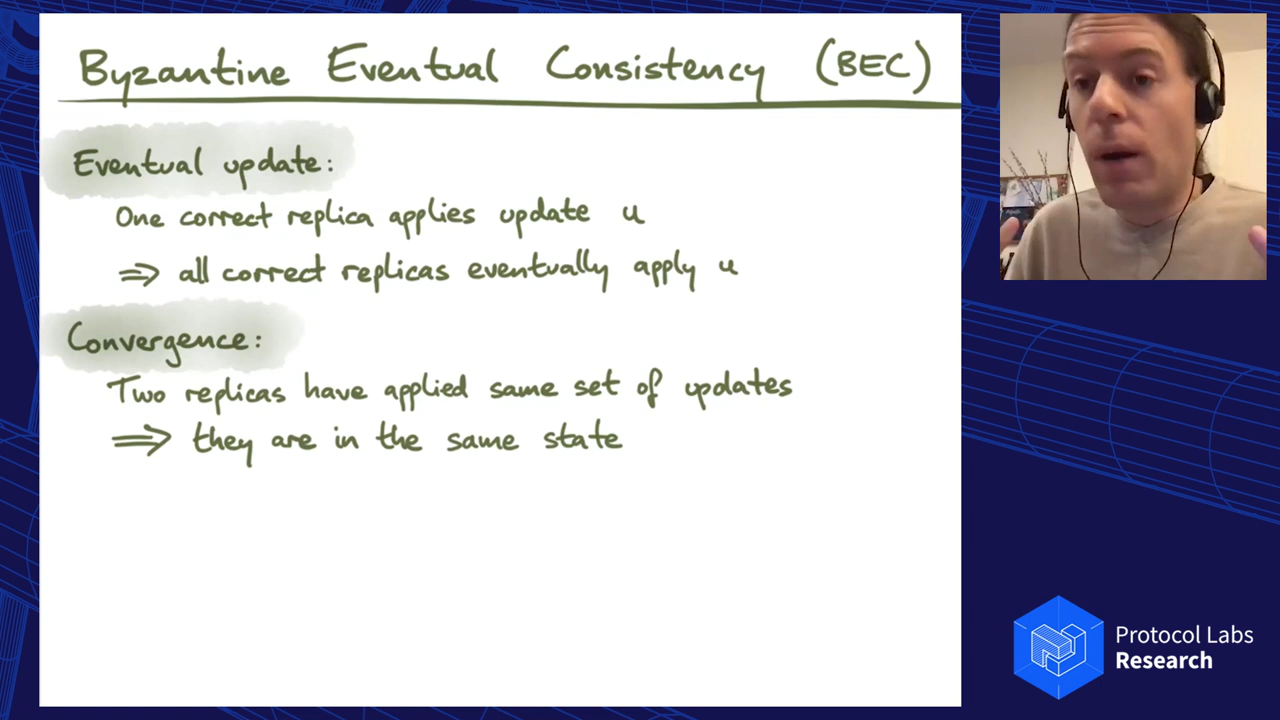 Byzantine Eventual Consistency (BEC)
Eventual update:
One correct replica applies update u
⇒ all correct replicas eventually apply u
Convergence:
Two replicas have applied same set of updates
⇒ they are in the same state
Protocol Labs
Research